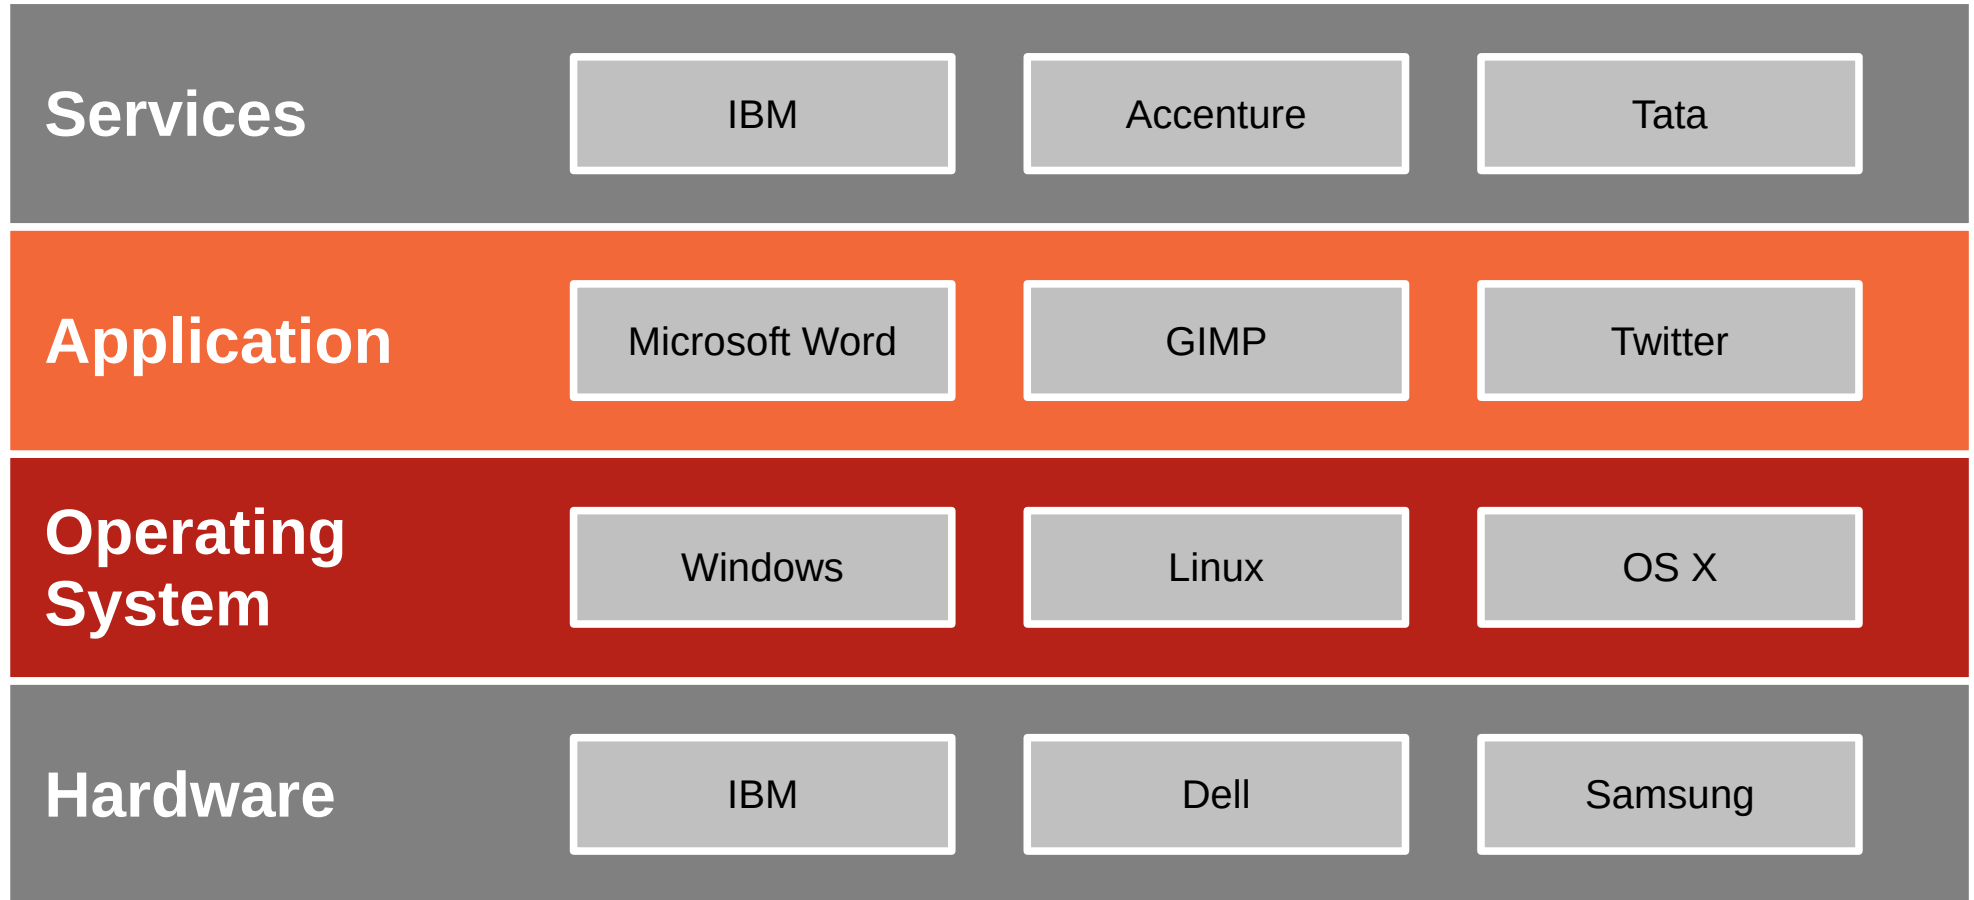 Services
IBM
Accenture
Tata
Application
Microsoft Word
GIMP
Twitter
Operating
System
Windows
Linux
OS X
Hardware
IBM
Dell
Samsung